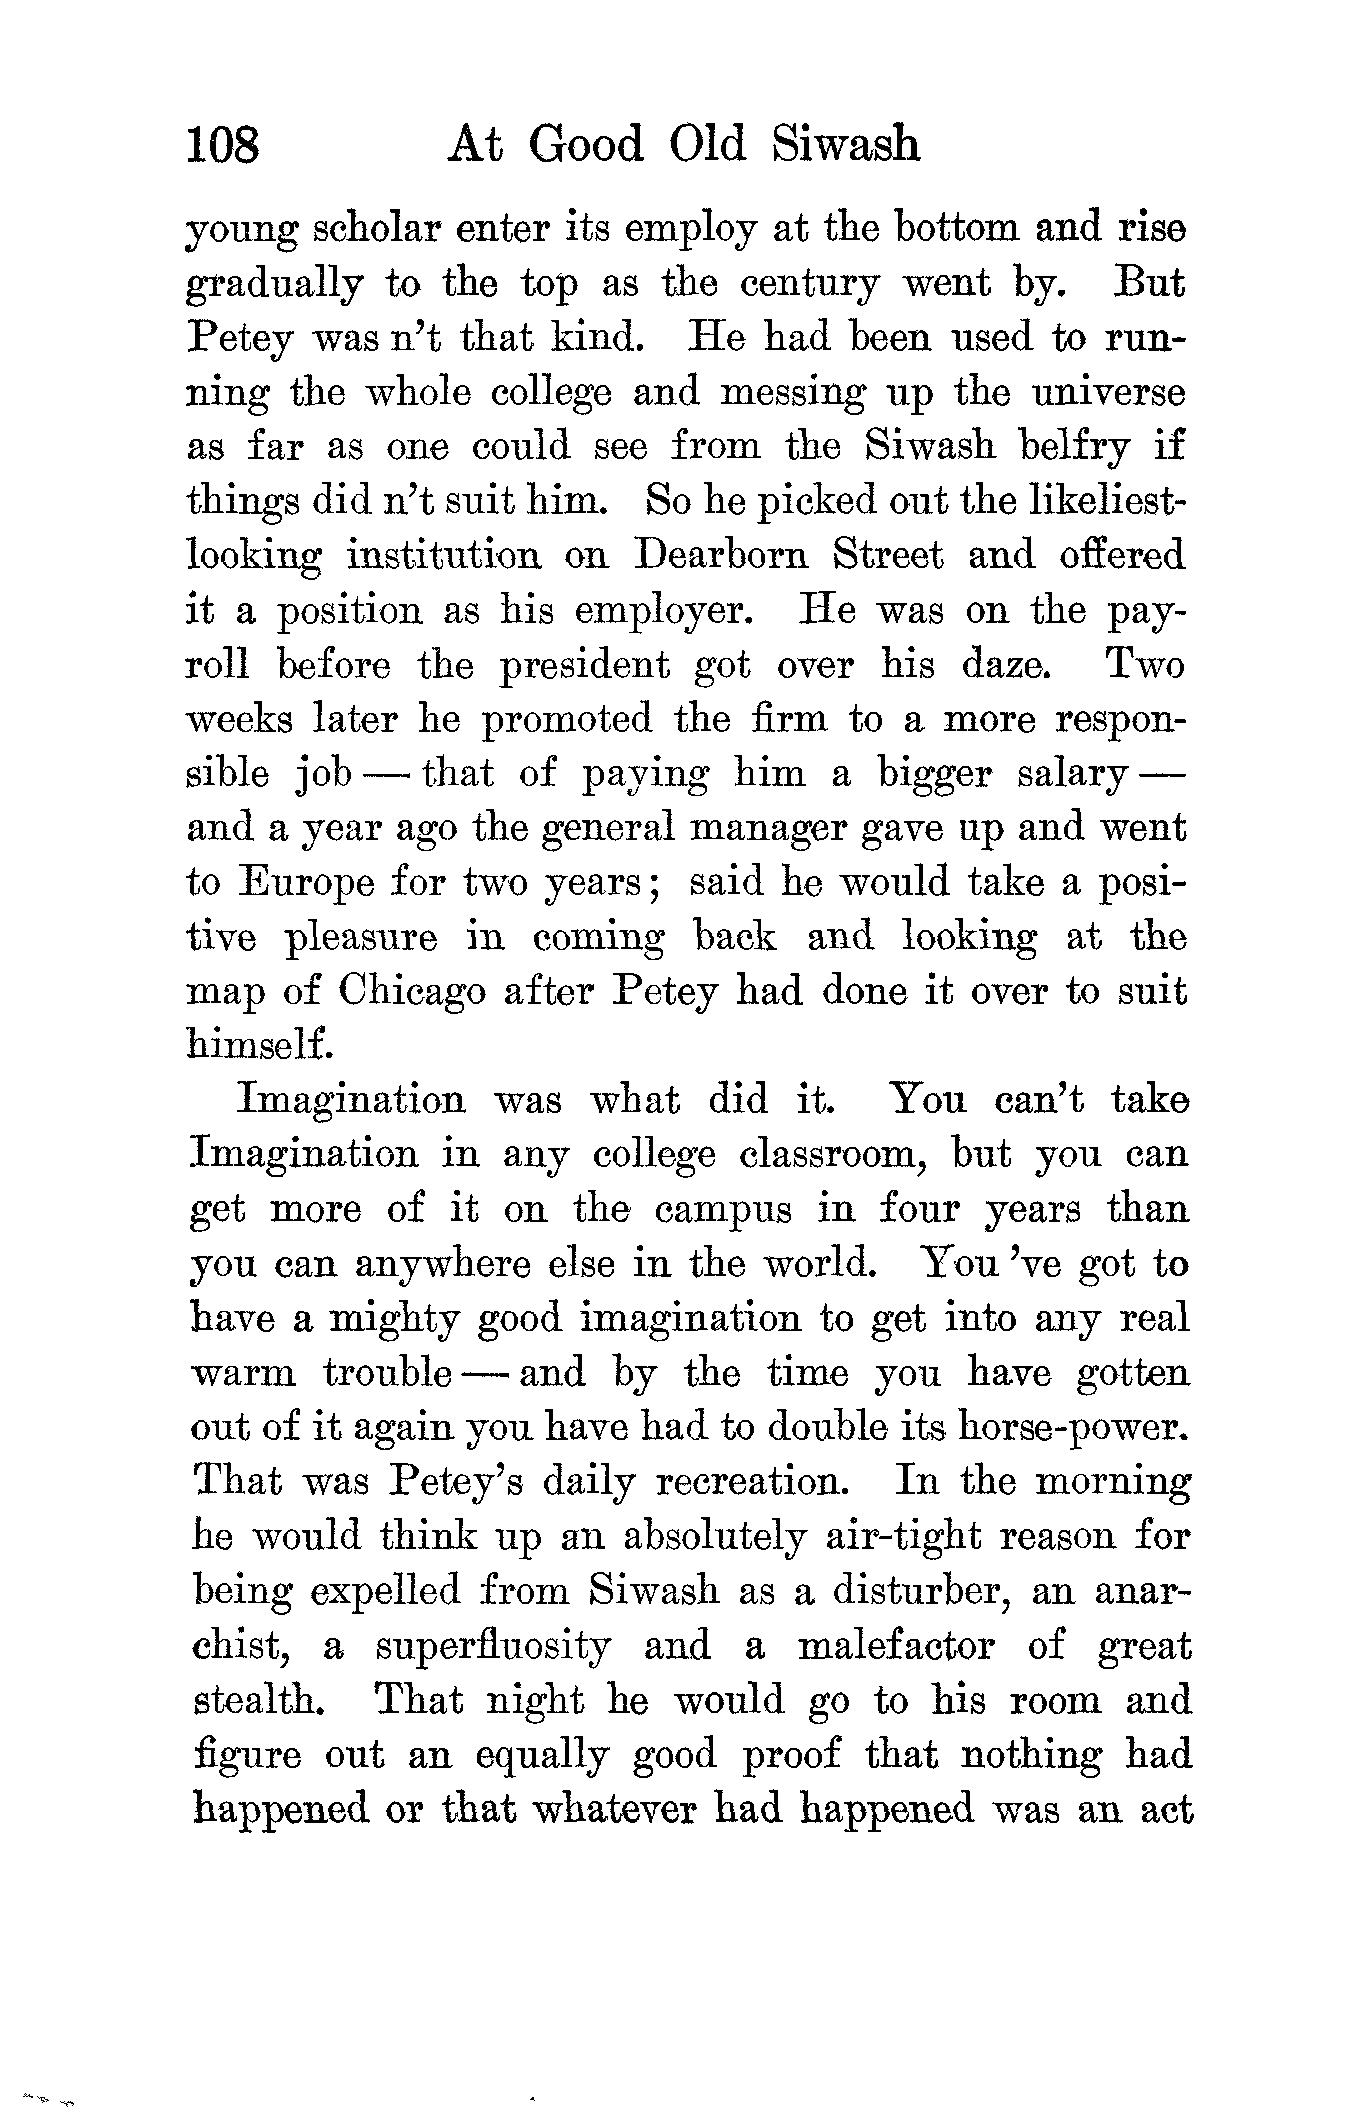 108 At Good Old Siwash
young scholar enter its employ at the bottom and rise
gradually to the top as the century went by. But
Petey was n't that kind. He had been used to run-
ning the whole college and messing up the universe
as far as one could see from the Siwash belfry if
things did n't suit him. So he picked out the likeliest-
looking institution on Dearborn Street and offered
it a position as his employer. He was on the pay-
roll before the president got over his daze. Two
weeks later he promoted the firm to a more respon-
sible job — that of paying him a bigger salary —
and a year ago the general manager gave up and went
to Europe for two years; said he would take a posi-
tive pleasure in coming back and looking at the
map of Chicago after Petey had done it over to suit
himself.
Imagination was what did it. You can't take
Imagination in any college classroom, but you can
get more of it on the campus in four years than
you can anywhere else in the world. You 've got to
have a mighty good imagination to get into any real
warm trouble — and by the time you have gotten
out of it again you have had to double its horse-power.
That was Petey's daily recreation. In the morning
he would think up an absolutely air-tight reason for
being expelled from Siwash as a disturber, an anar-
chist, a superfluosity and a malefactor of great
stealth. That night he would go to his room and
figure out an equally good proof that nothing had
happened or that whatever had happened was an act